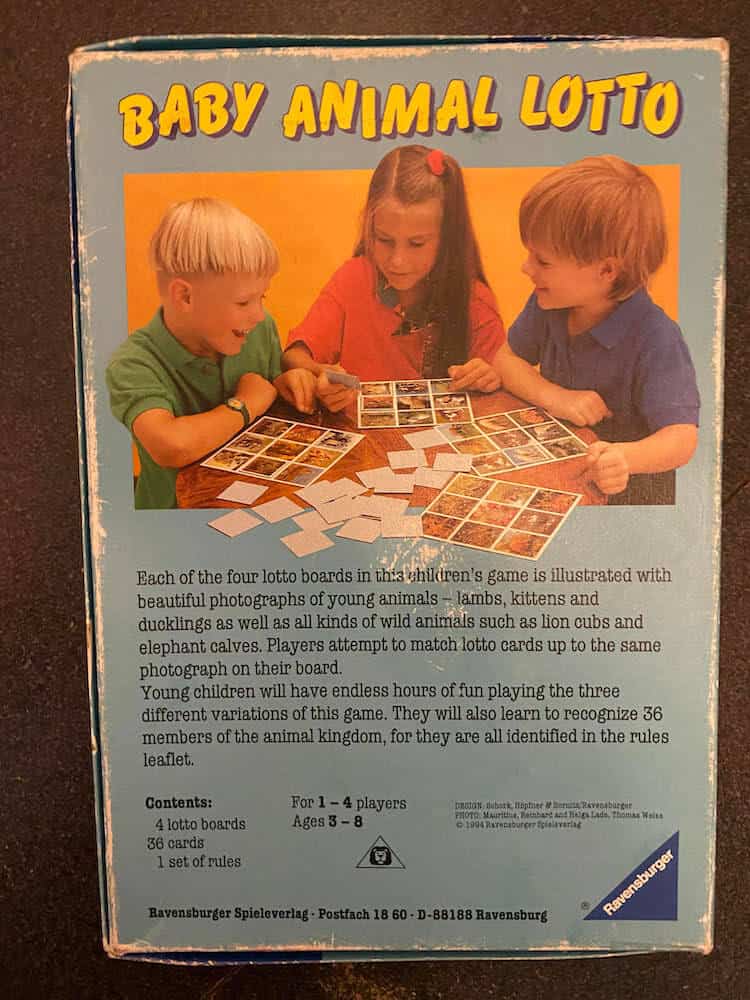 BABY ANIMAL LOTTO
Each of the four lotto boards in this children's game is illustrated with
beautiful photographs of young animals – lambs, kittens and
ducklings as well as all kinds of wild animals such as lion cubs and
elephant calves. Players attempt to match lotto cards up to the same
photograph on their board.
Young children will have endless hours of fun playing the three
different variations of this game. They will also learn to recognize 36
members of the animal kingdom, for they are all identified in the rules
leaflet.
Contents:
4 lotto boards
36 cards
1 set of rules
For 1 – 4 players
Ages 3 – 8
DESIGN: Schork, Höpfner & Dornitz/Ravensburger
PHOTO: Mauritius, Reinhard and Helga Lade, Thomas Weiss
© 1994 Ravensburger Spieleverlag
Ravensburger Spieleverlag · Postfach 18 60 · D-88188 Ravensburg
® Ravensburger